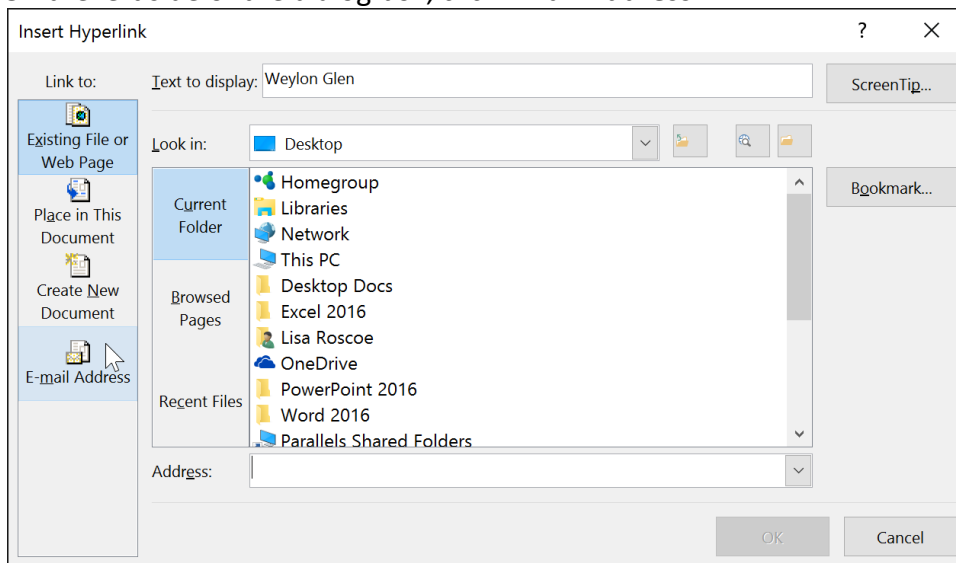 Insert Hyperlink
?
Link to:
Text to display:
Weylon Glen
ScreenTip...
Existing File or
Web Page
Look in:
Desktop
Place in This
Document
Current
Folder
Homegroup
Libraries
Network
This PC
Desktop Docs
Excel 2016
Lisa Roscoe
OneDrive
PowerPoint 2016
Word 2016
Parallels Shared Folders
Bookmark...
Create New
Document
Browsed
Pages
E-mail Address
Recent Files
Address:
OK
Cancel